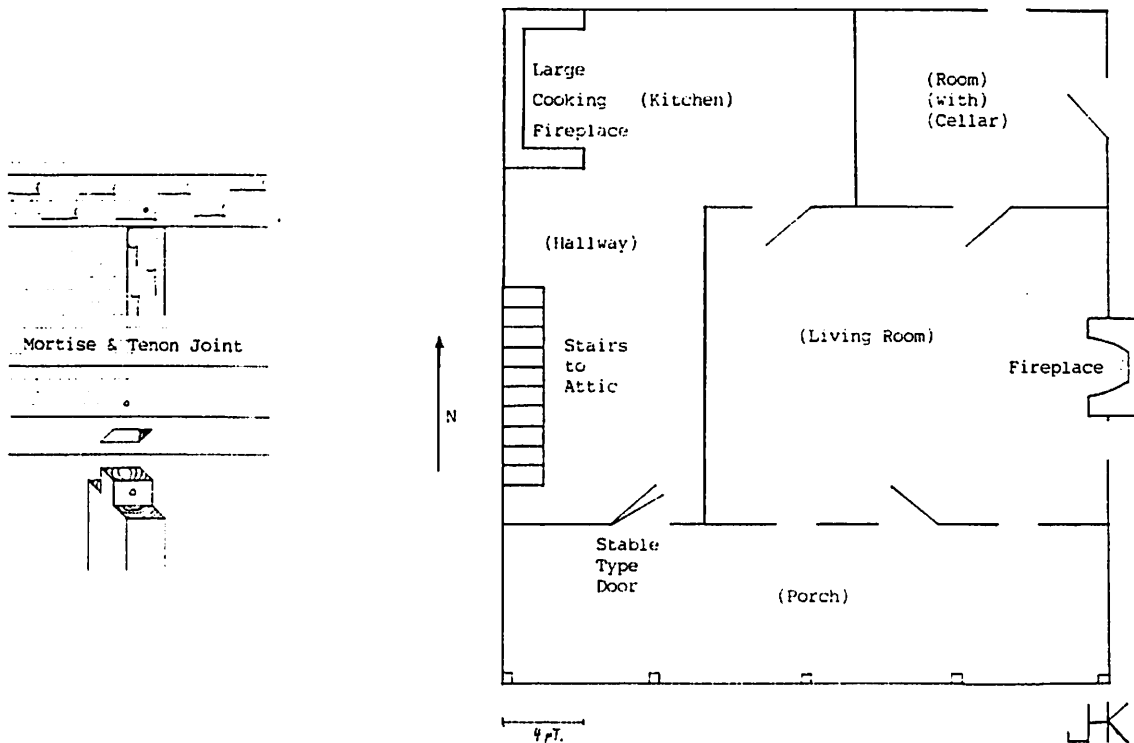 Mortise & Tenon Joint
N
Large
Cooking (Kitchen)
Fireplace
(Room)
(with)
(Cellar)
(Hallway)
(Living Room)
Stairs
to
Attic
Fireplace
Stable
Type
Door
(Porch)
4 FT.
JHK